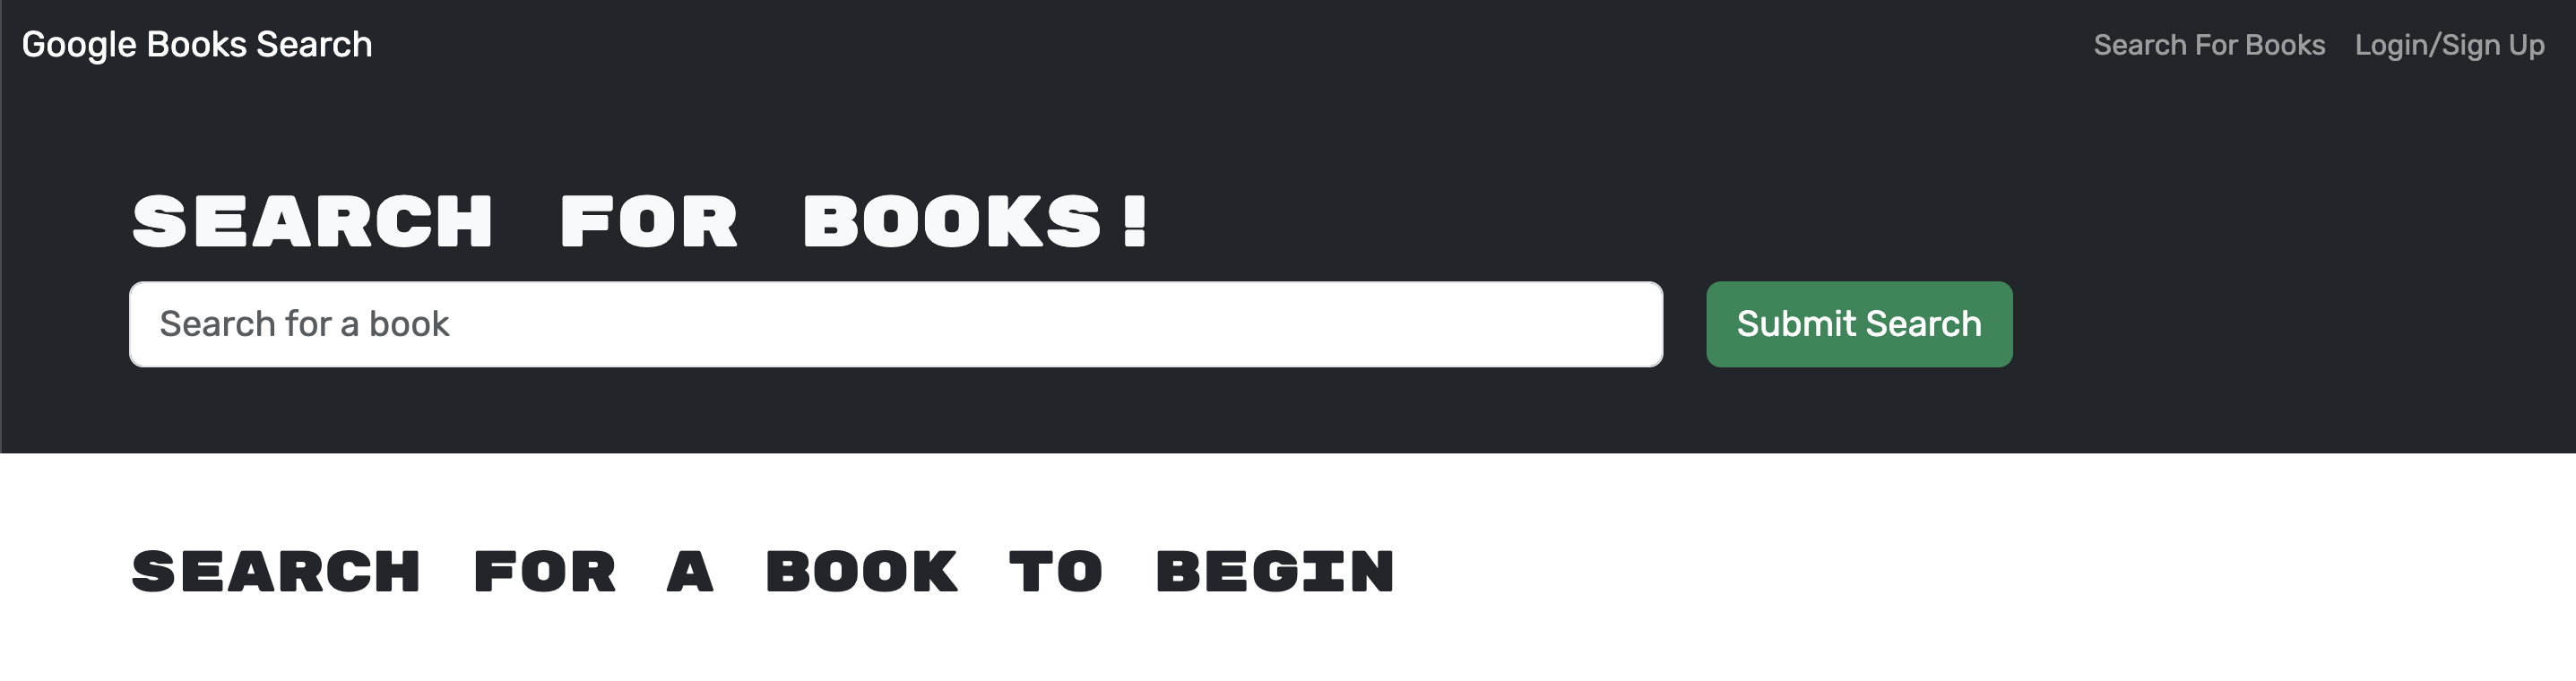 Google Books Search
Search For Books
Login/Sign Up
SEARCH FOR BOOKS!
Search for a book
Submit Search
SEARCH FOR A BOOK TO BEGIN